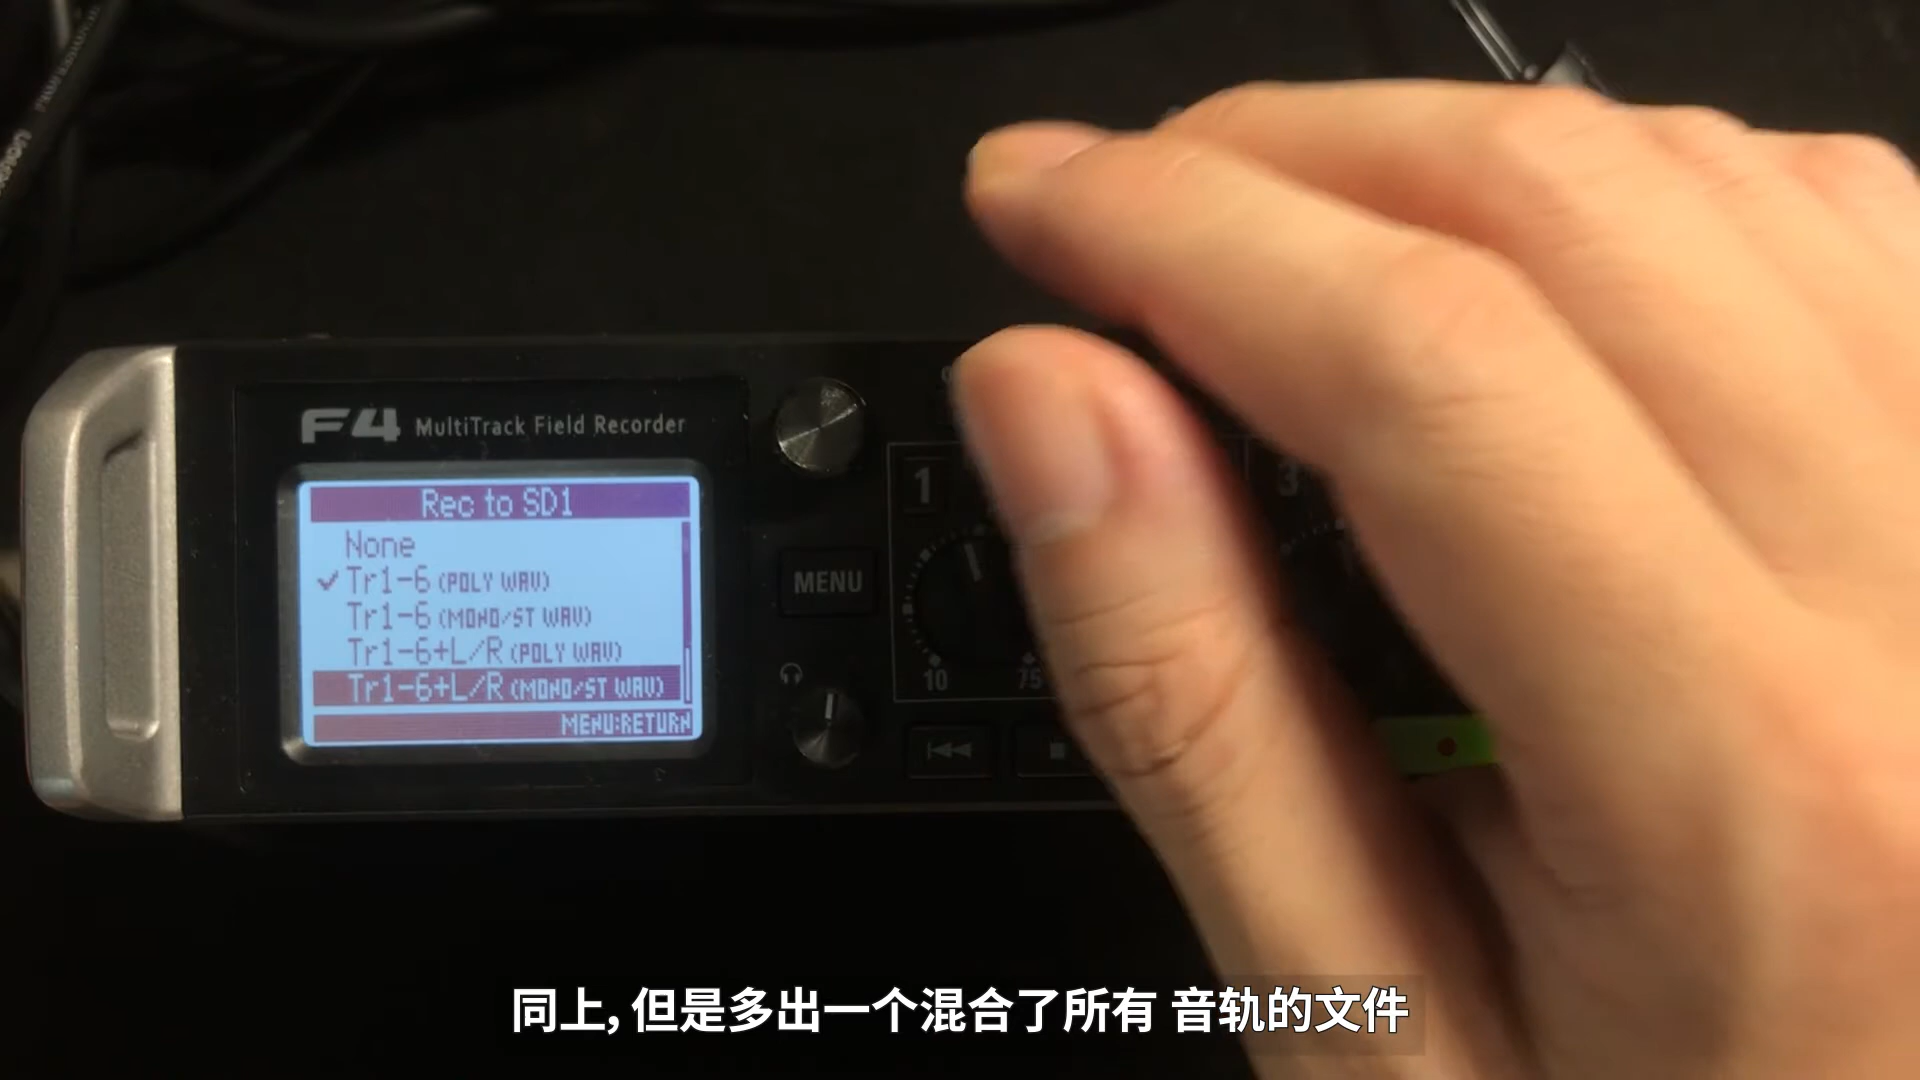 F4 MultiTrack Field Recorder
Rec to SD1
None
Tr1-6 (POLY WAV)
Tr1-6 (MONO/ST WAV)
Tr1-6+L/R (POLY WAV)
Tr1-6+L/R (MONO/ST WAV)
MENU:RETURN
MENU
1
3
10
75
同上, 但是多出一个混合了所有 音轨的文件